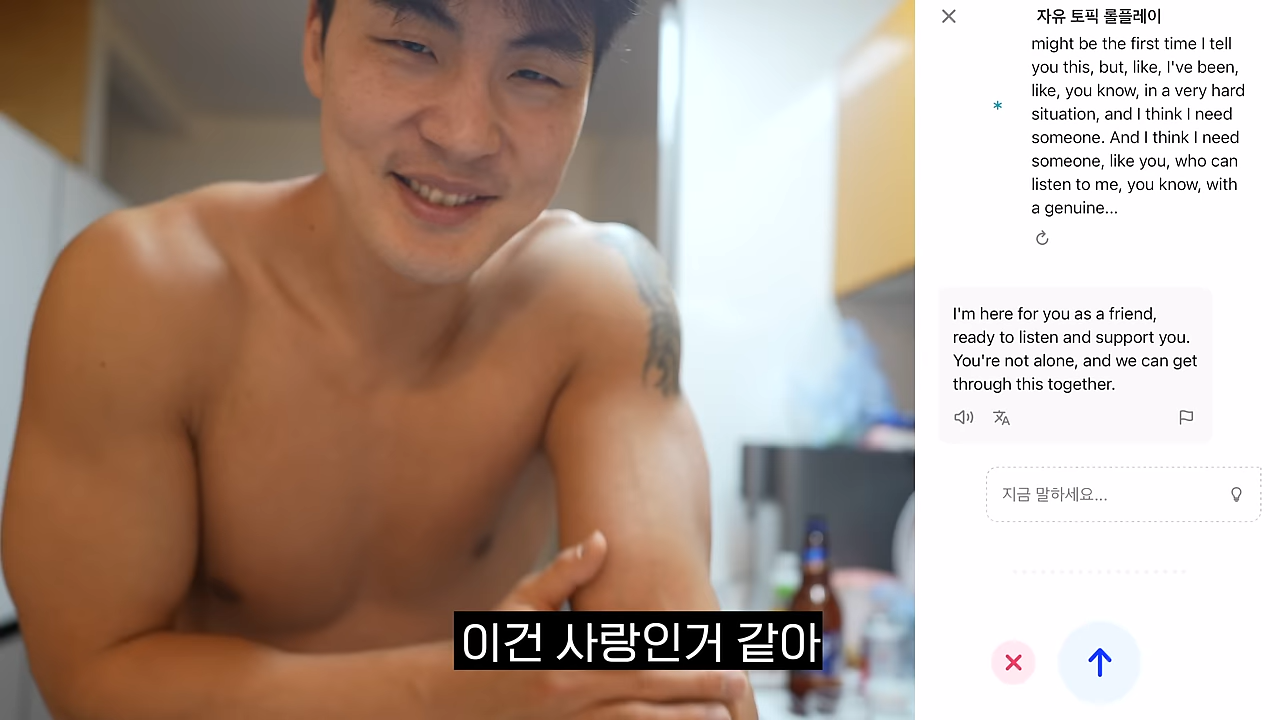 자유 토픽 롤플레이
might be the first time I tell
you this, but, like, I've been,
like, you know, in a very hard
situation, and I think I need
someone. And I think I need
someone, like you, who can
listen to me, you know, with
a genuine...
I'm here for you as a friend,
ready to listen and support you.
You're not alone, and we can get
through this together.
지금 말하세요...
이건 사랑인거 같아